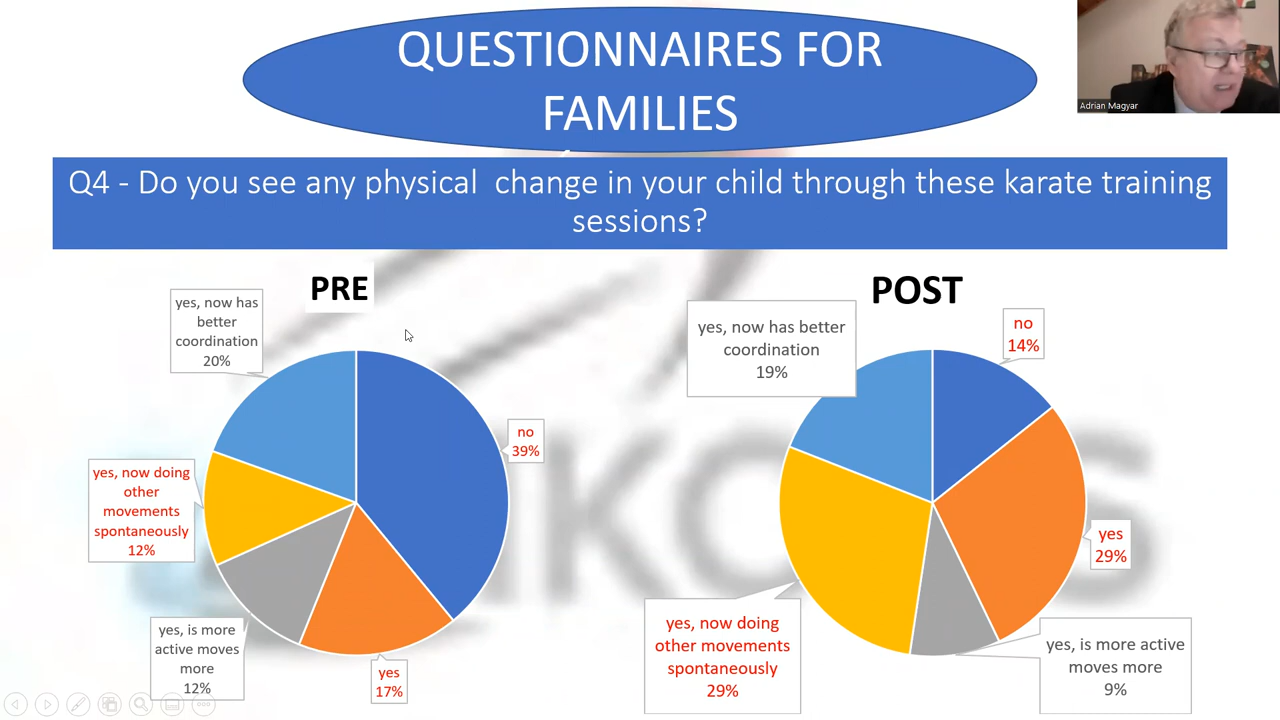 QUESTIONNAIRES FOR
FAMILIES
Adrian Magyar
Q4 - Do you see any physical  change in your child through these karate training
sessions?
PRE
yes, now has
better
coordination
20%
no
39%
yes, now doing
other
movements
spontaneously
12%
yes, is more
active moves
more
12%
yes
17%
POST
yes, now has better
coordination
19%
no
14%
yes
29%
yes, now doing
other movements
spontaneously
29%
yes, is more active
moves more
9%